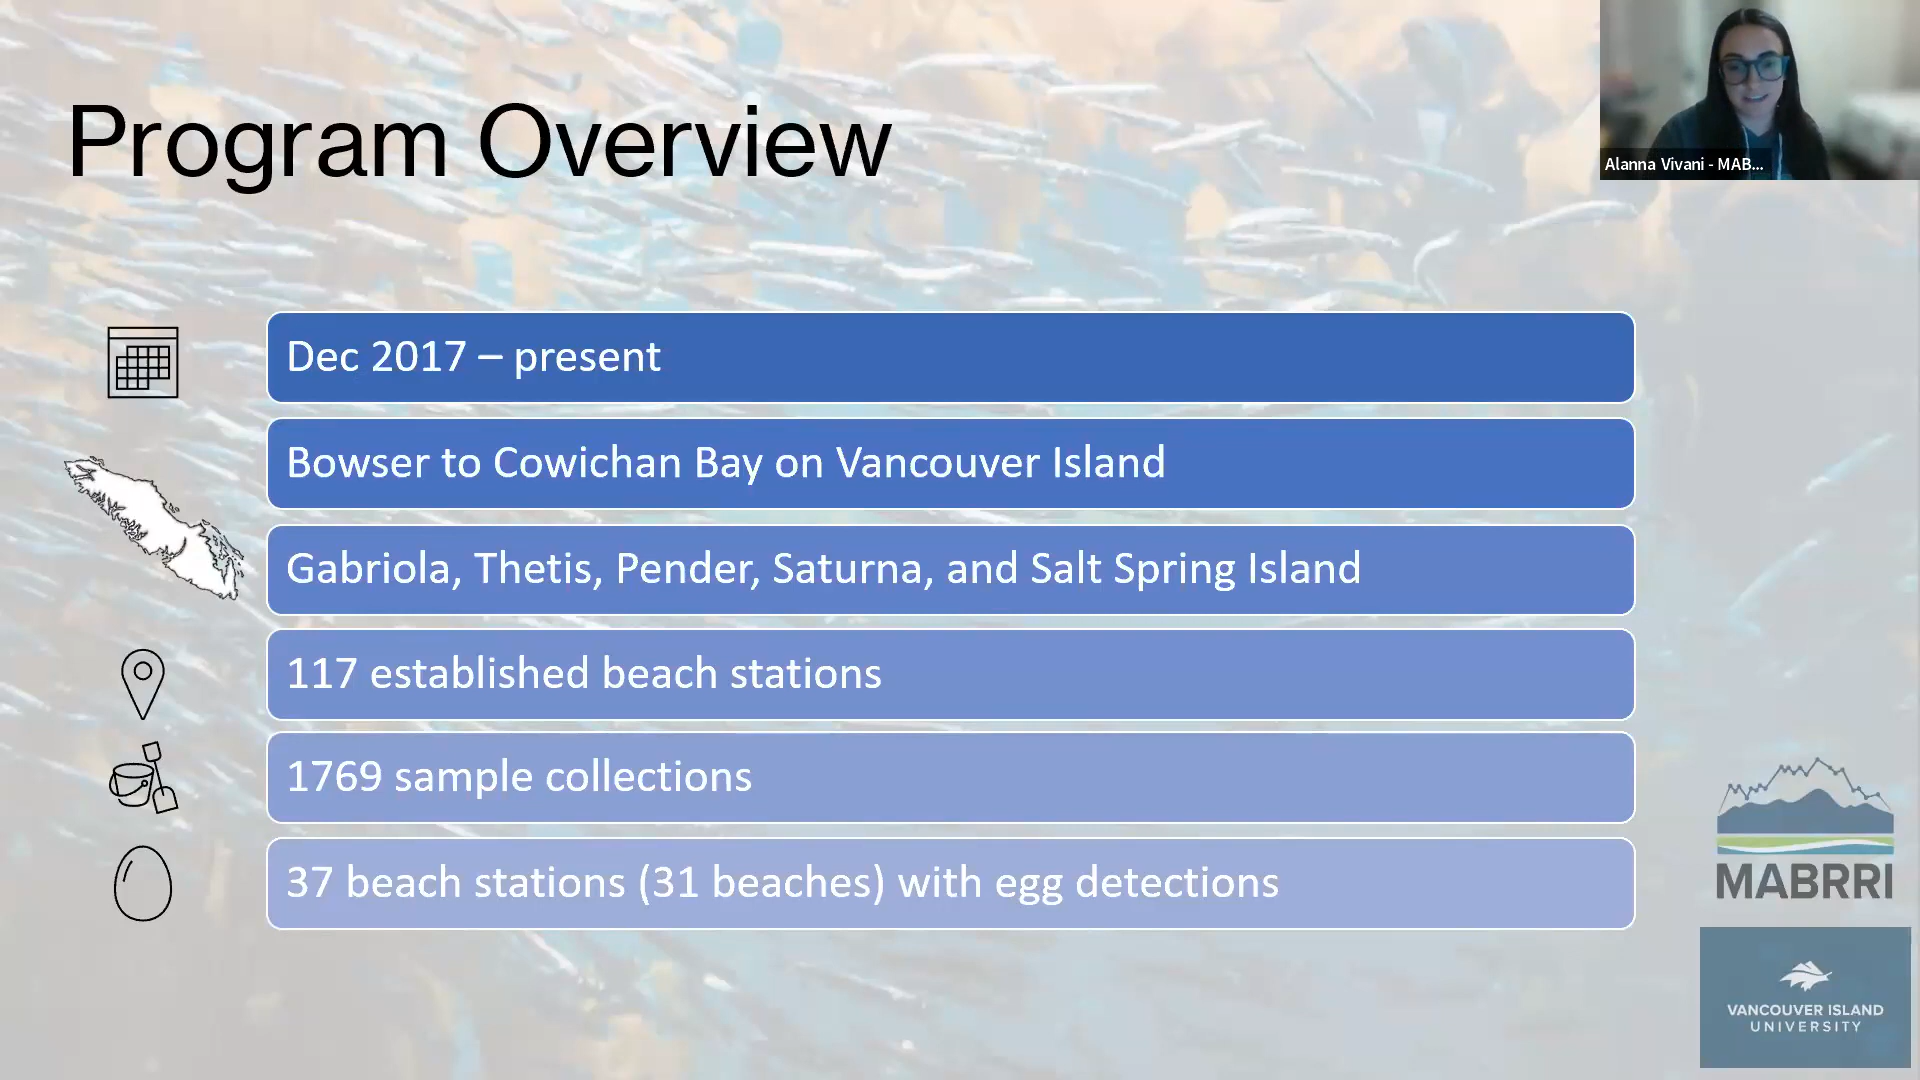 Program Overview
Alanna Vivani - MAB...
Dec 2017 – present
Bowser to Cowichan Bay on Vancouver Island
Gabriola, Thetis, Pender, Saturna, and Salt Spring Island
117 established beach stations
1769 sample collections
37 beach stations (31 beaches) with egg detections
MABRRI
VANCOUVER ISLAND
UNIVERSITY